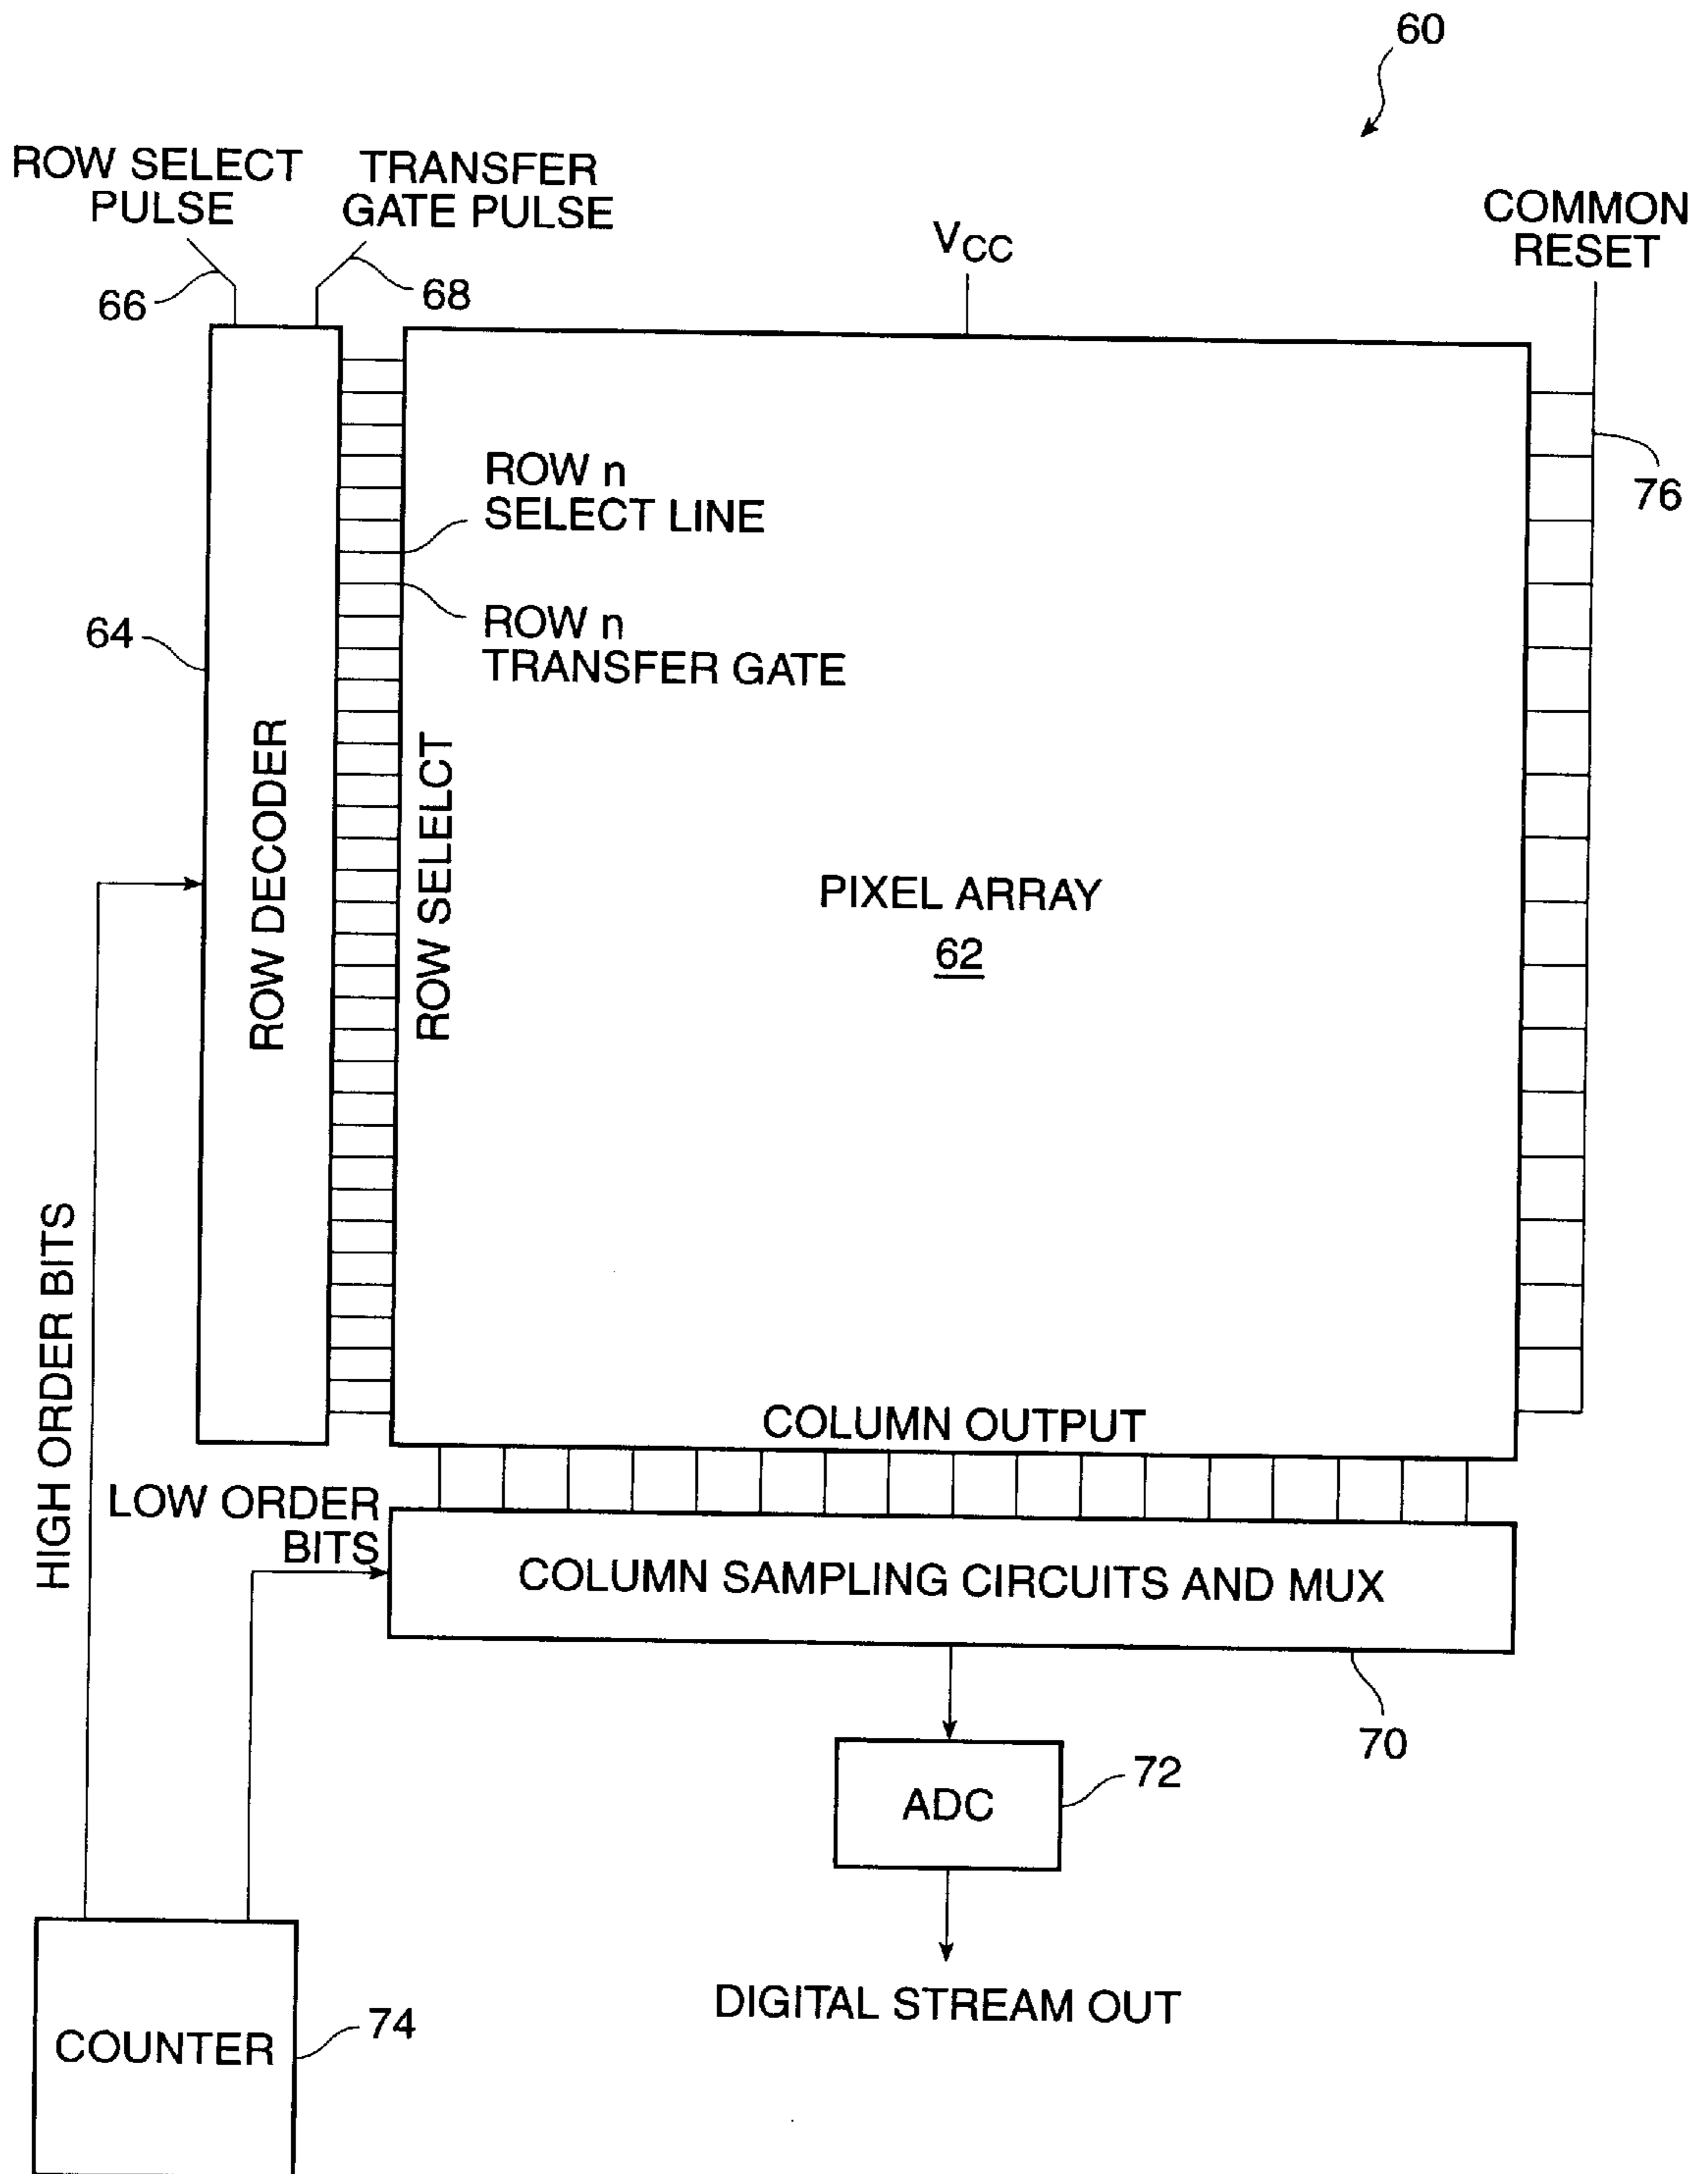 60
ROW SELECT
PULSE
TRANSFER
GATE PULSE
VCC
COMMON
RESET
66
68
76
ROW n
SELECT LINE
ROW n
TRANSFER GATE
64
ROW DECODER
ROW SELELCT
PIXEL ARRAY
62
HIGH ORDER BITS
COLUMN OUTPUT
LOW ORDER
BITS
COLUMN SAMPLING CIRCUITS AND MUX
70
ADC
72
DIGITAL STREAM OUT
COUNTER
74